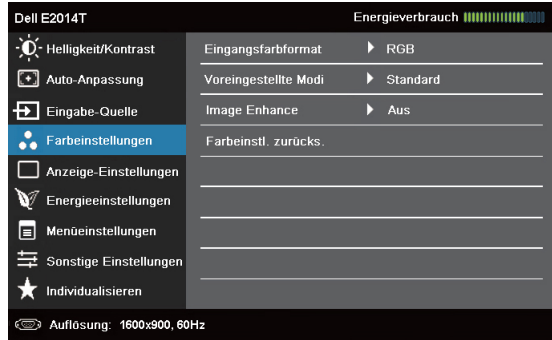 Dell E2014T Energieverbrauch
Helligkeit/Kontrast Eingangsfarbformat RGB
Auto-Anpassung Voreingestellte Modi Standard
Eingabe-Quelle Image Enhance Aus
Farbeinstellungen Farbeinstl. zurücks.
Anzeige-Einstellungen
Energieeinstellungen
Menüeinstellungen
Sonstige Einstellungen
Individualisieren
Auflösung: 1600x900, 60Hz